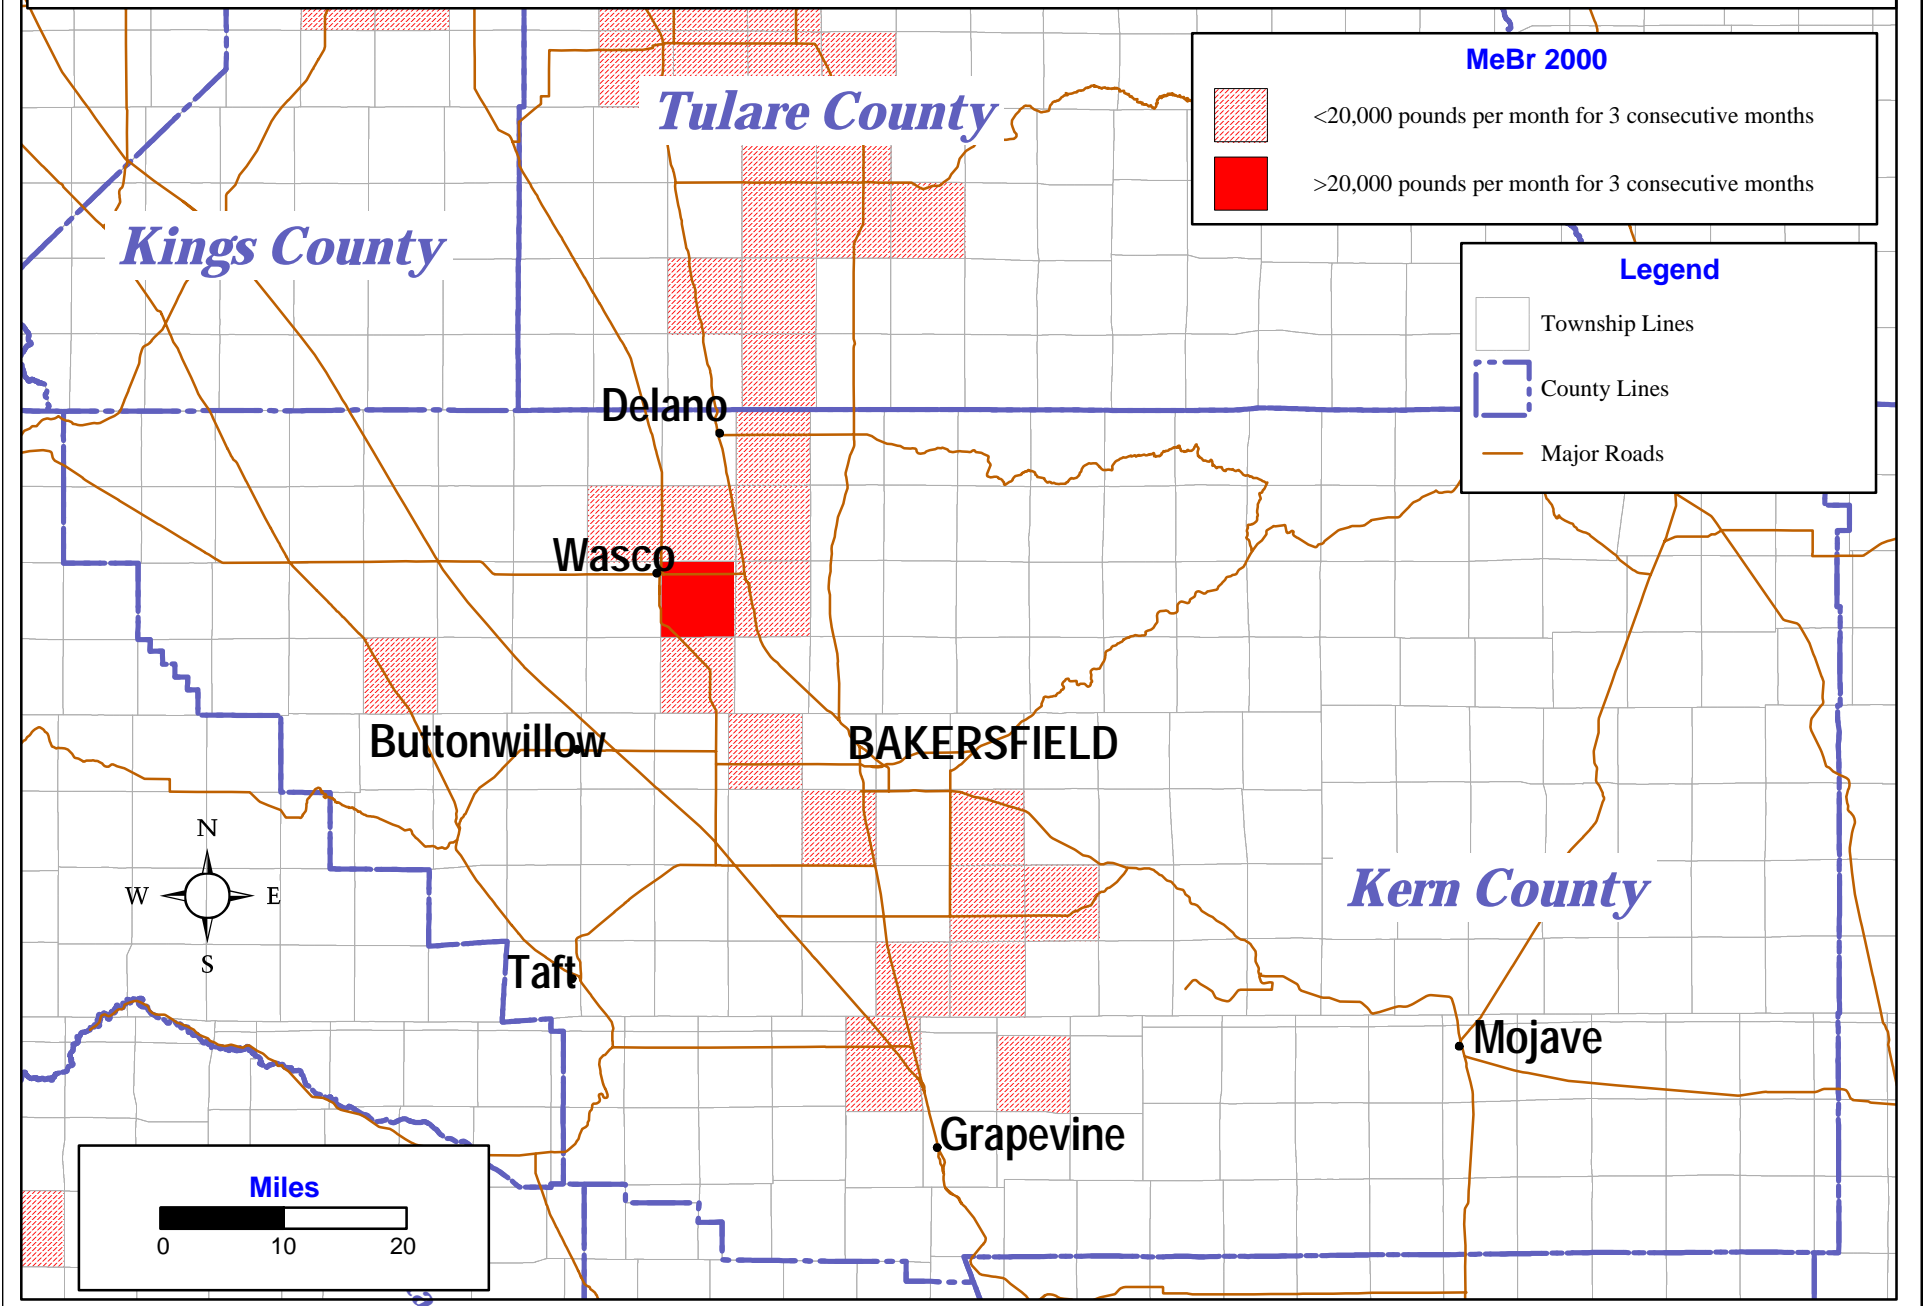 MeBr 2000
<20,000 pounds per month for 3 consecutive months
>20,000 pounds per month for 3 consecutive months
Tulare County
Kings County
Legend
Township Lines
County Lines
Major Roads
Delano
Wasco
Buttonwillow
BAKERSFIELD
N
W E
S
Kern County
Taft
Mojave
Grapevine
Miles
0 10 20